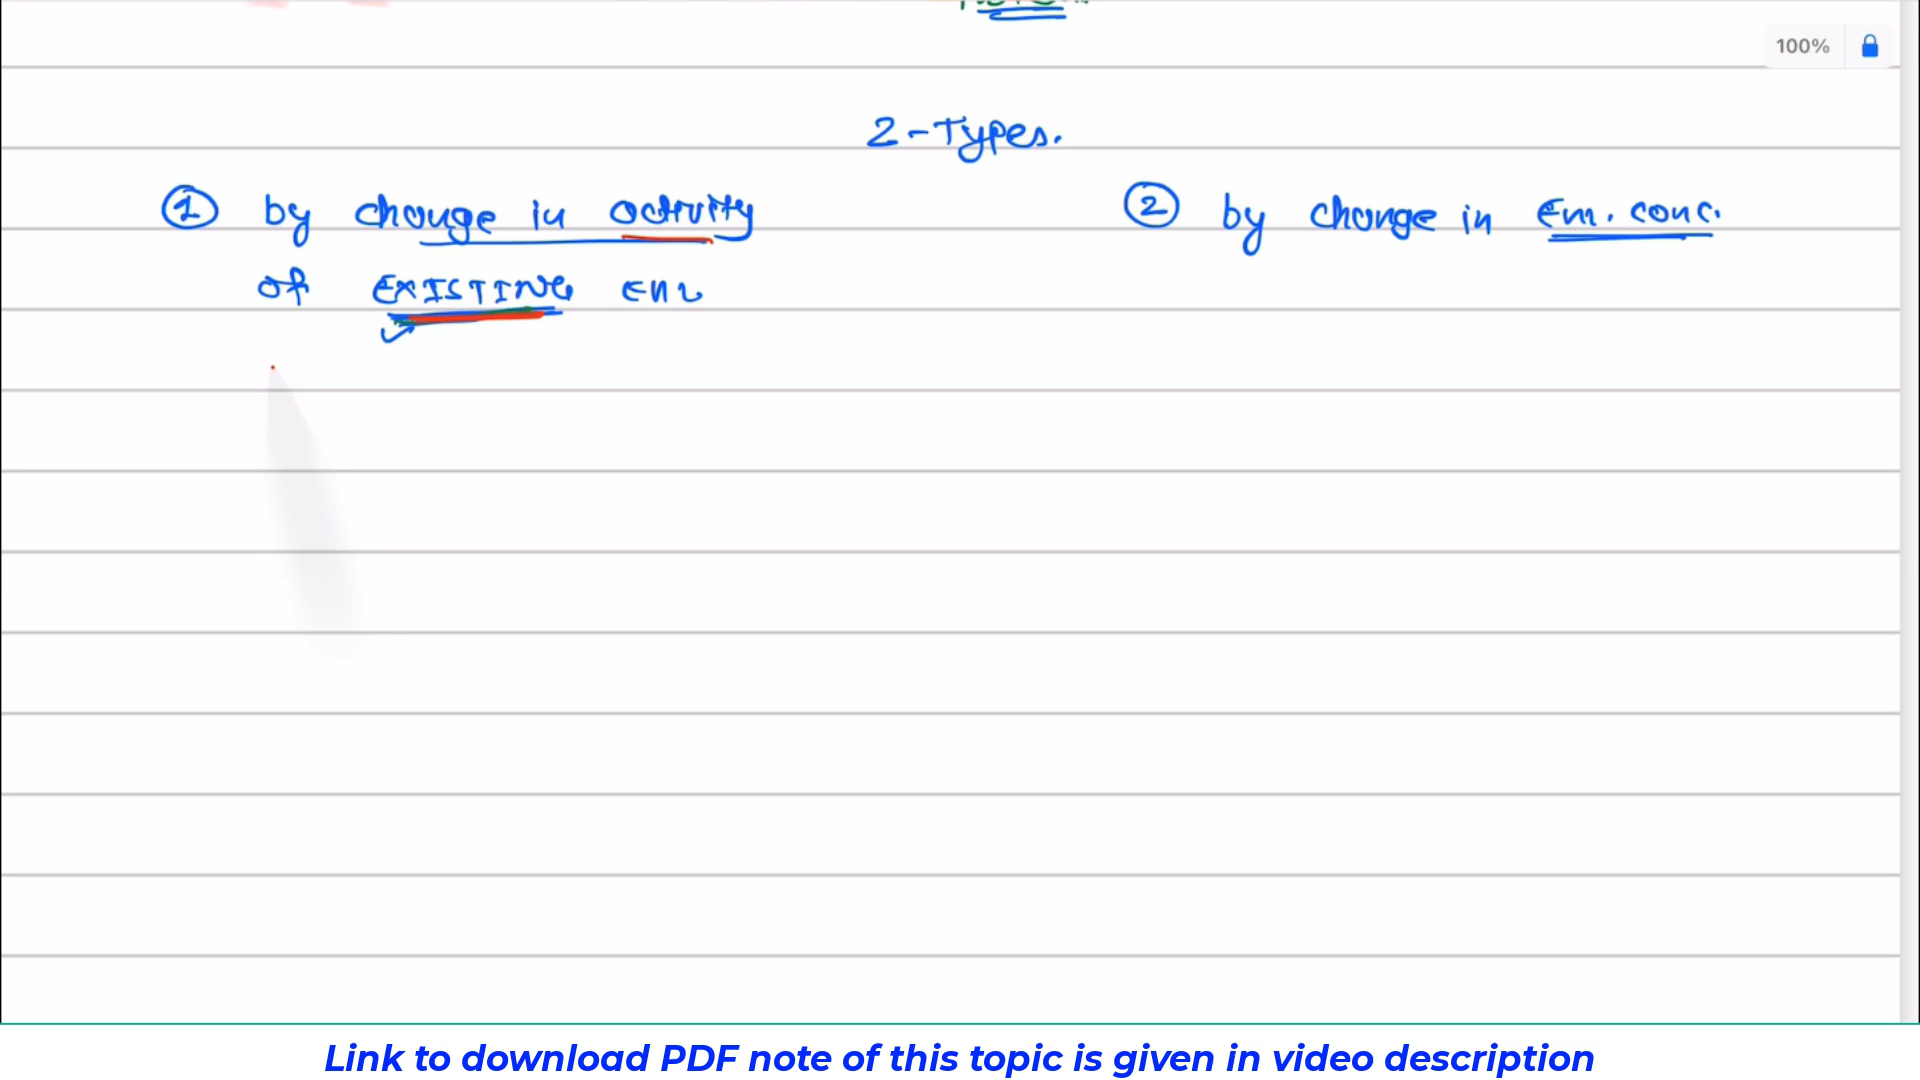 100%
2-Types.
① by change in activity
of EXISTING Enz
② by change in Em. conc.
Link to download PDF note of this topic is given in video description